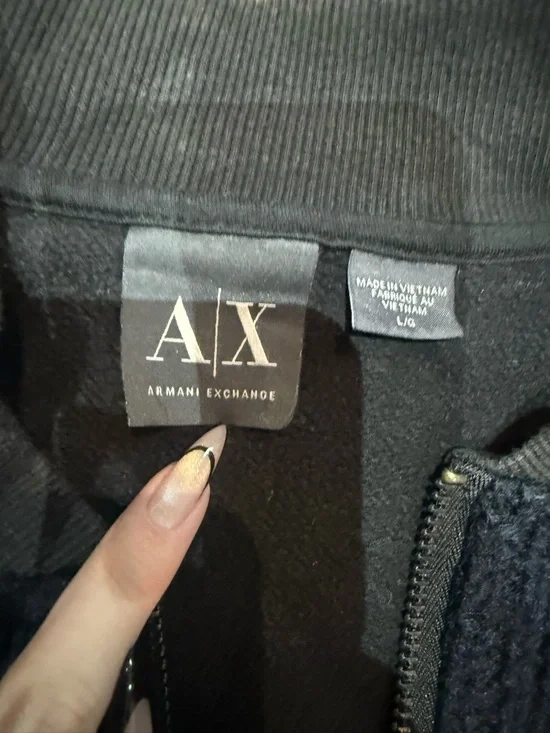 A|X
ARMANI EXCHANGE
MADE IN VIETNAM
FABRIQUÉ AU
VIETNAM
L/G